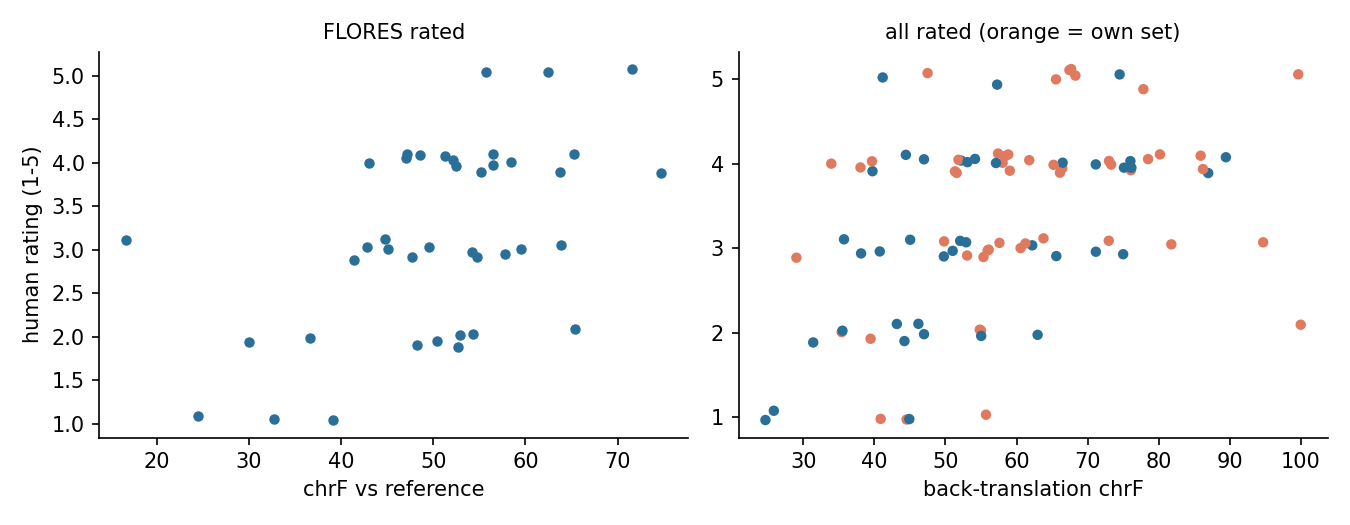 FLORES rated
human rating (1-5)
5.0
4.5
4.0
3.5
3.0
2.5
2.0
1.5
1.0
20 30 40 50 60 70
chrF vs reference
all rated (orange = own set)
5
4
3
2
1
30 40 50 60 70 80 90 100
back-translation chrF